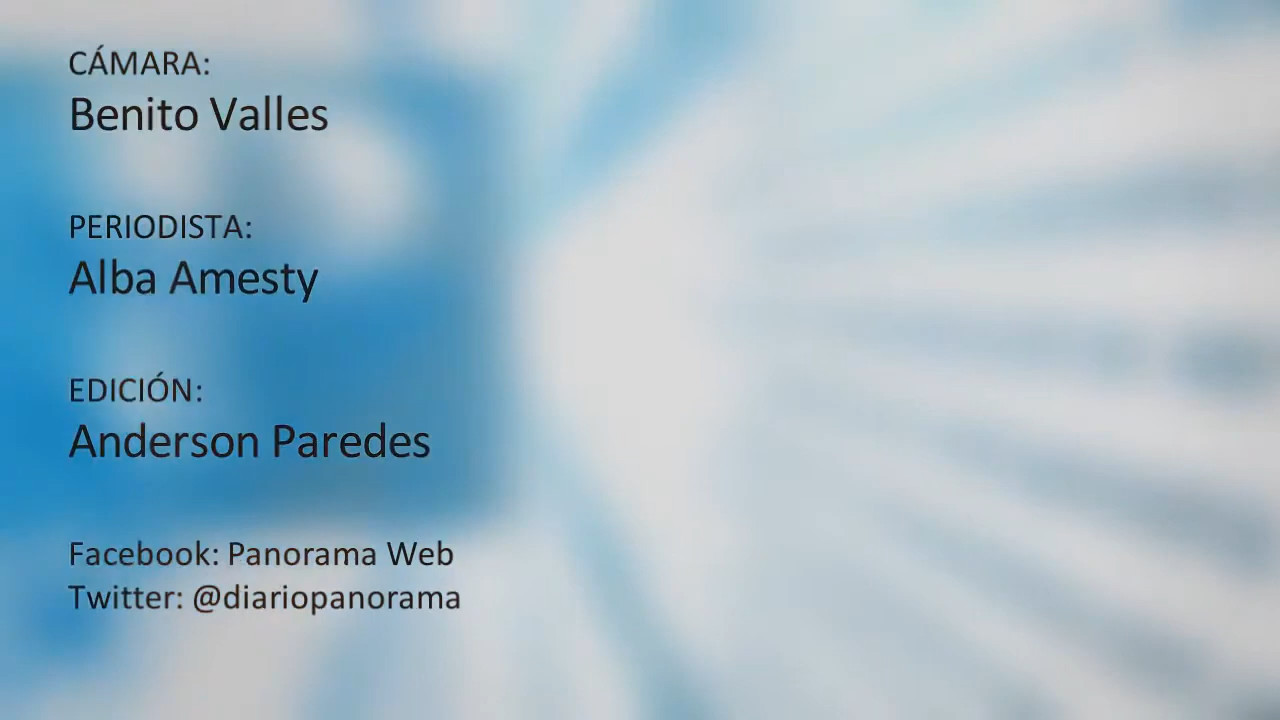 CÁMARA:
Benito Valles
PERIODISTA:
Alba Amesty
EDICIÓN:
Anderson Paredes
Facebook: Panorama Web
Twitter: @diariopanorama